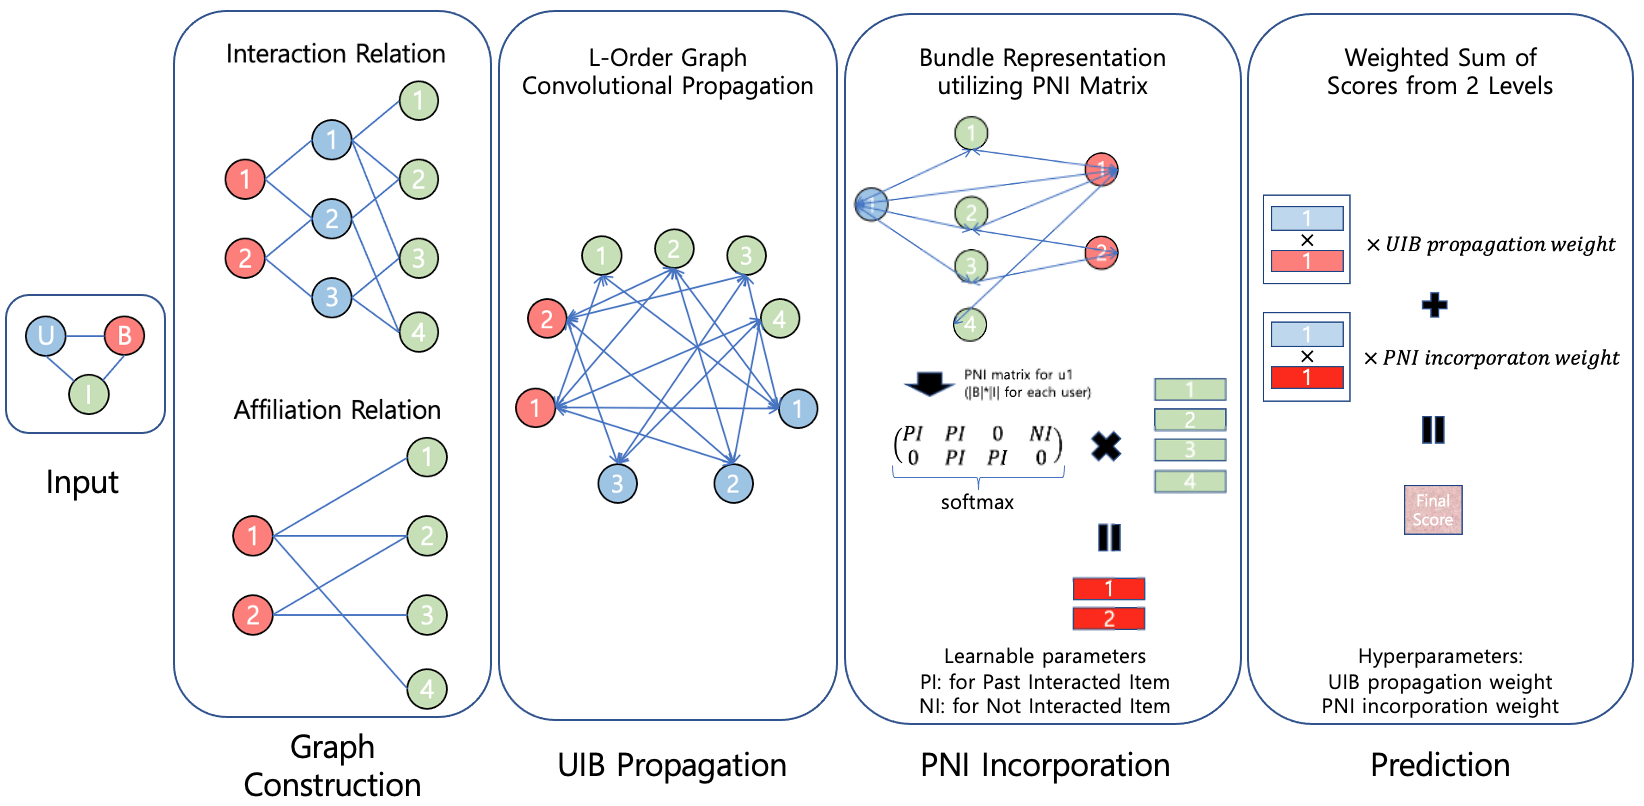 U
B
I
Input
Interaction Relation
1
1
1
2
2
2
3
3
4
Affiliation Relation
1
1
2
2
3
4
Graph
Construction
L-Order Graph
Convolutional Propagation
1
2
3
2
4
1
1
3
2
UIB Propagation
Bundle Representation
utilizing PNI Matrix
1
1
1
2
2
3
4
PNI matrix for u1
(|B|*|I| for each user)
PI PI 0 NI
0 PI PI 0
softmax
1
2
3
4
1
2
Learnable parameters
PI: for Past Interacted Item
NI: for Not Interacted Item
PNI Incorporation
Weighted Sum of
Scores from 2 Levels
1
×
1
× UIB propagation weight
+
1
×
1
× PNI incorporaton weight
Final
Score
Hyperparameters:
UIB propagation weight
PNI incorporation weight
Prediction